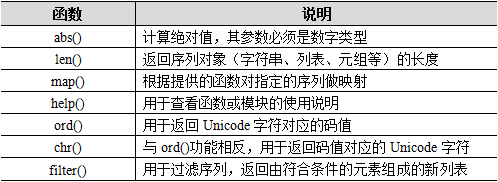 函数 说明
abs() 计算绝对值，其参数必须是数字类型
len() 返回序列对象（字符串、列表、元组等）的长度
map() 根据提供的函数对指定的序列做映射
help() 用于查看函数或模块的使用说明
ord() 用于返回 Unicode 字符对应的码值
chr() 与 ord()功能相反，用于返回码值对应的 Unicode 字符
filter() 用于过滤序列，返回由符合条件的元素组成的新列表